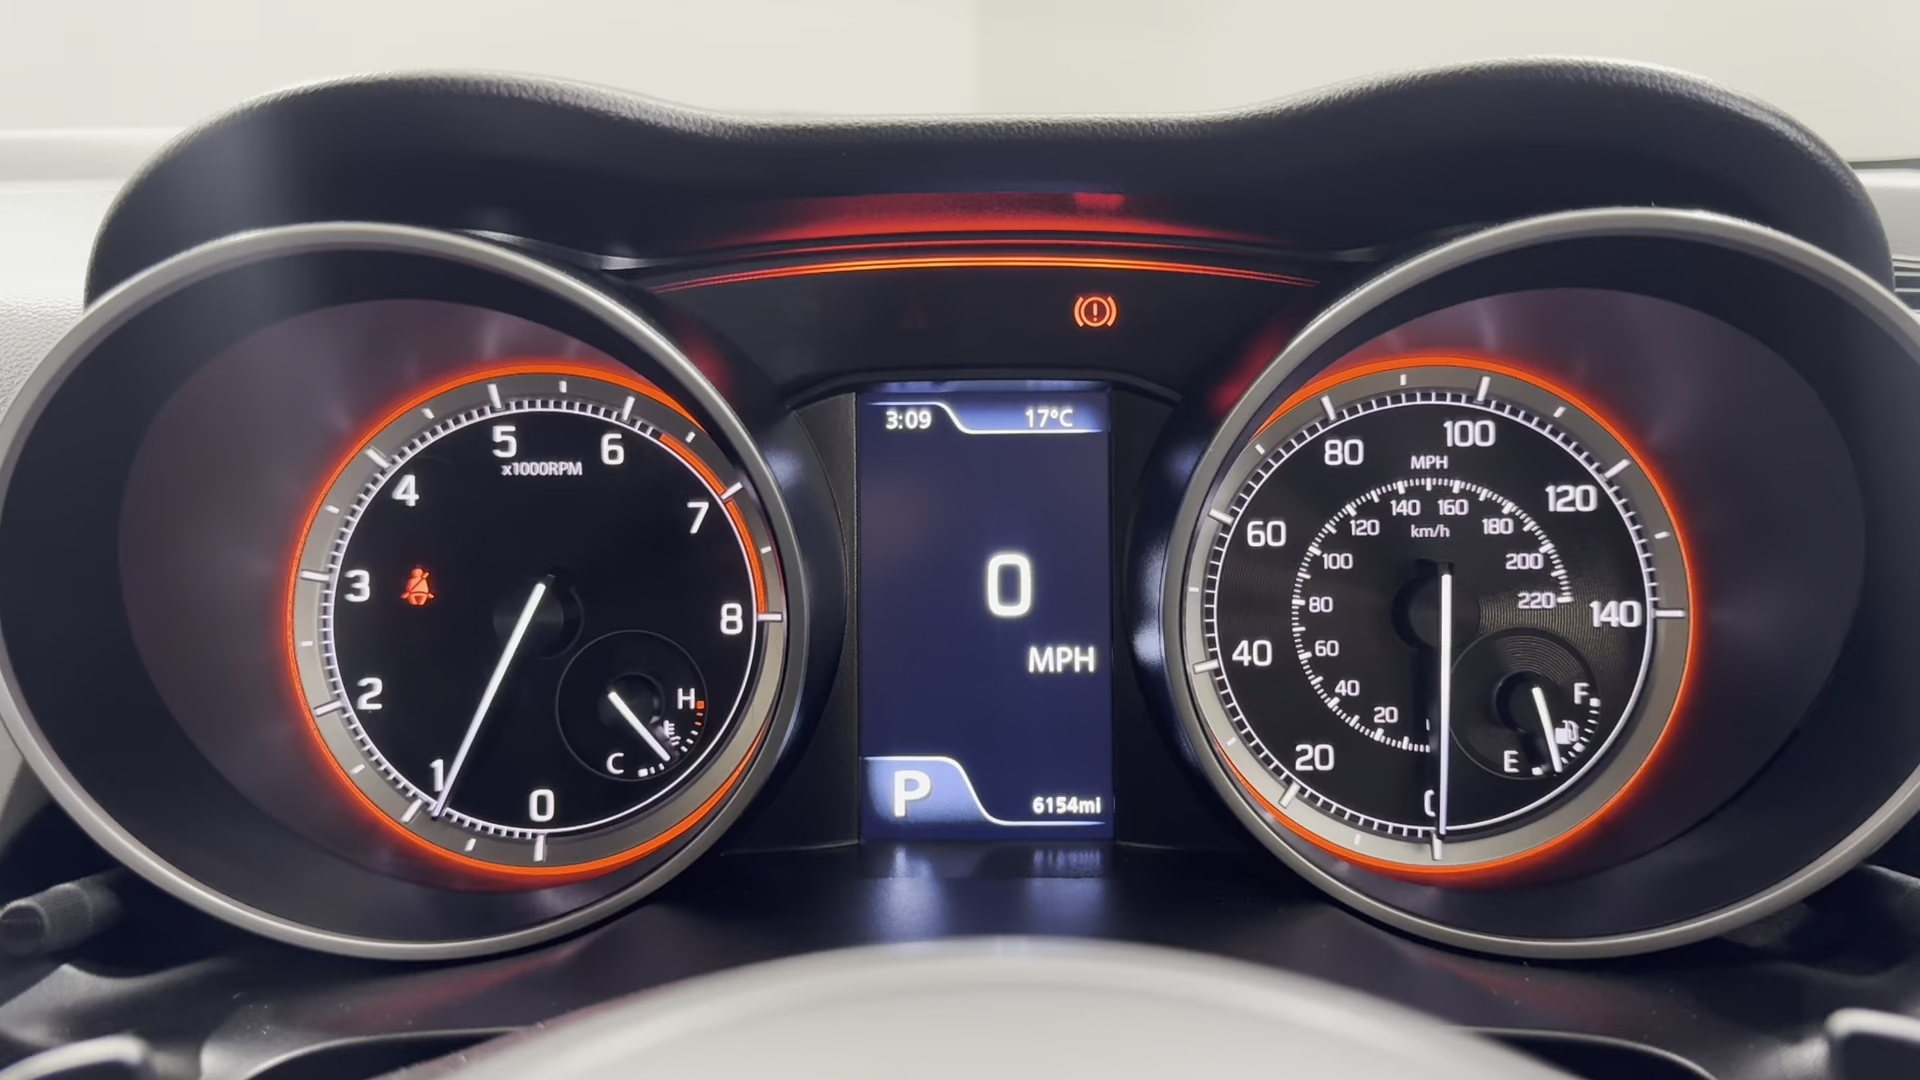 3:09 17°C
0
MPH
P 6154mi
0 1 2 3 4 5 6 7 8
x1000RPM
C H
0 20 40 60 80 100 120 140
MPH
20 40 60 80 100 120 140 160 180 200 220
km/h
E F